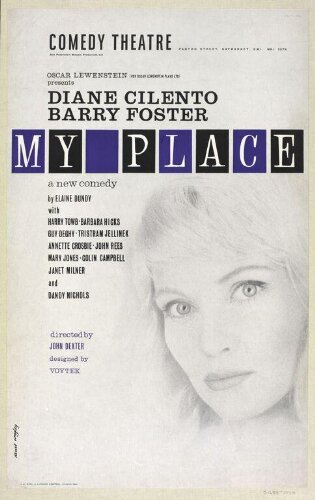 COMEDY THEATRE
OSCAR LEWENSTEIN
presents
DIANE CILENTO
BARRY FOSTER
MY PLACE
a new comedy
by ELAINE DUNDY
with
HARRY TOWB · BARBARA HICKS
GUY DEGHY · TRISTRAM JELLINEK
ANNETTE CROSBIE · JOHN REES
MARY JONES · COLIN CAMPBELL
JANET MILNER
and
DANDY NICHOLS
directed by
JOHN DEXTER
designed by
VOYTEK